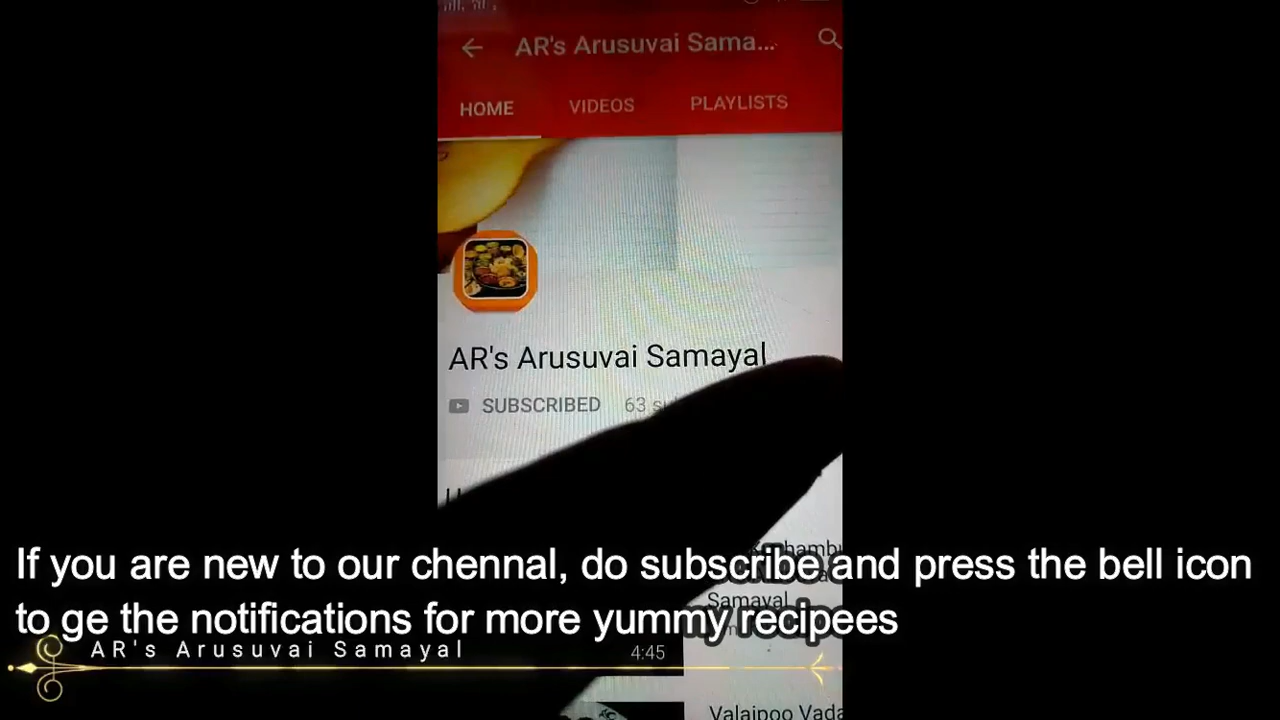 AR's Arusuvai Sama...
HOME VIDEOS PLAYLISTS
AR's Arusuvai Samayal
SUBSCRIBED 63
If you are new to our chennal, do subscribe and press the bell icon
Samayal
to ge the notifications for more yummy recipees
AR's Arusuvai Samayal
4:45
Valaipoo Vada